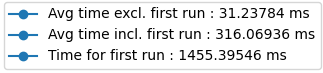 Avg time excl. first run : 31.23784 ms
Avg time incl. first run : 316.06936 ms
Time for first run : 1455.39546 ms